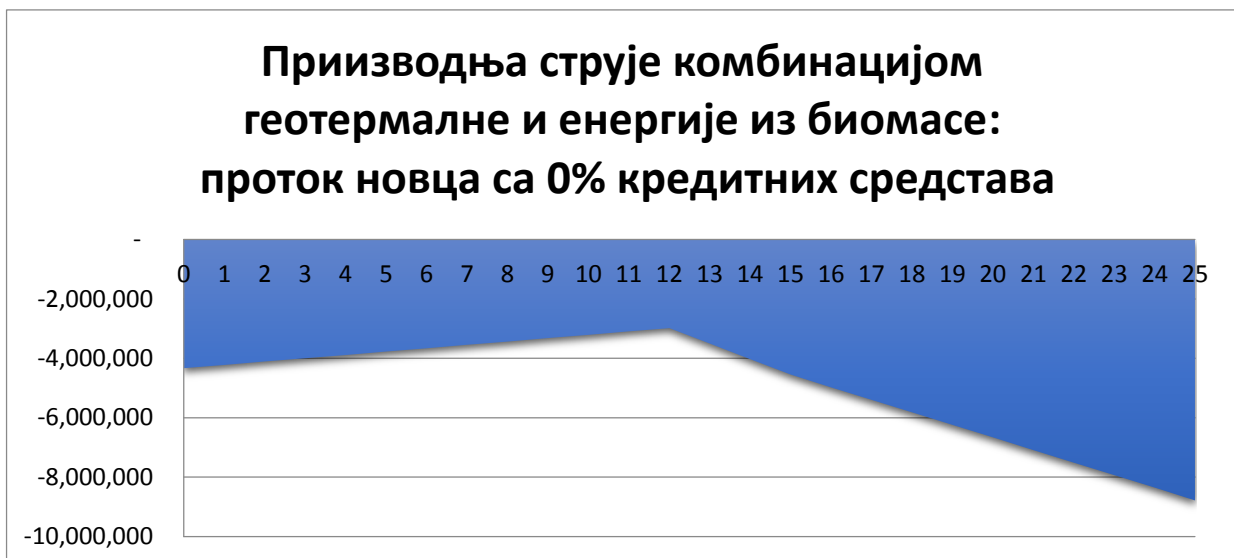 Приизводња струје комбинацијом
геотермалне и енергије из биомасе:
проток новца са 0% кредитних средстава
-
0 1 2 3 4 5 6 7 8 9 10 11 12 13 14 15 16 17 18 19 20 21 22 23 24 25
-2,000,000
-4,000,000
-6,000,000
-8,000,000
-10,000,000